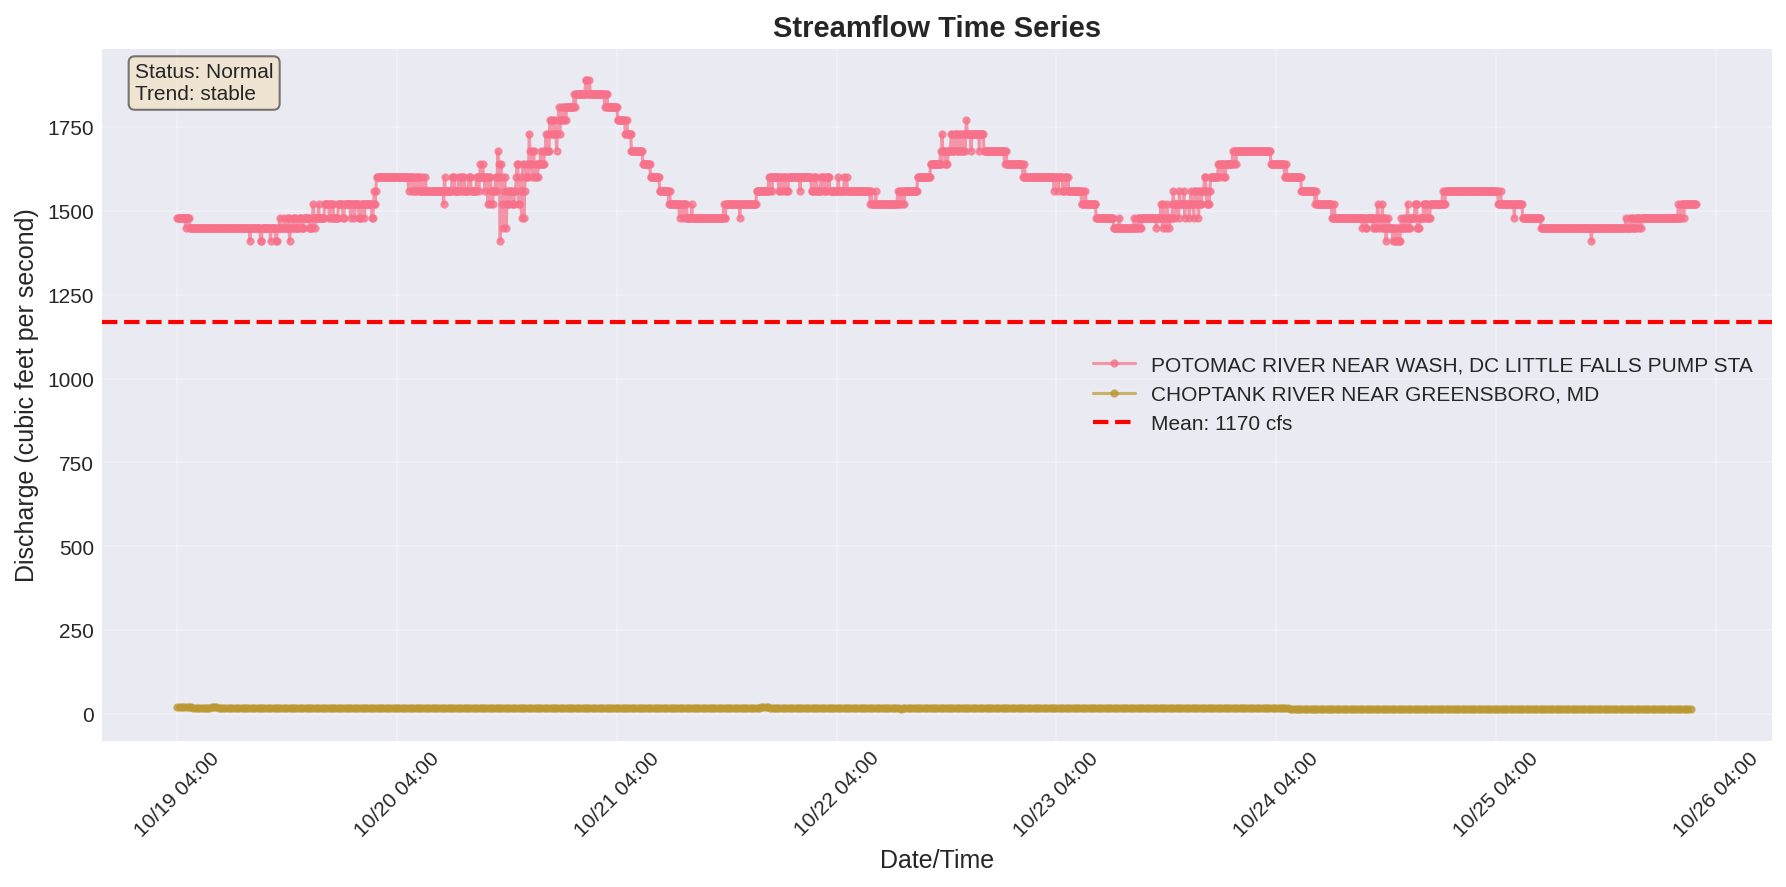 Streamflow Time Series
Status: Normal
Trend: stable
Discharge (cubic feet per second)
1750
1500
1250
1000
750
500
250
0
POTOMAC RIVER NEAR WASH, DC LITTLE FALLS PUMP STA
CHOPTANK RIVER NEAR GREENSBORO, MD
Mean: 1170 cfs
10/19 04:00
10/20 04:00
10/21 04:00
10/22 04:00
10/23 04:00
10/24 04:00
10/25 04:00
10/26 04:00
Date/Time